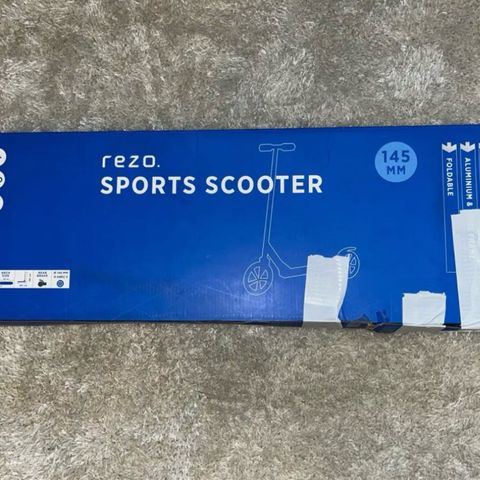 rezo.
SPORTS SCOOTER
145
MM
FOLDABLE
ALUMINIUM &